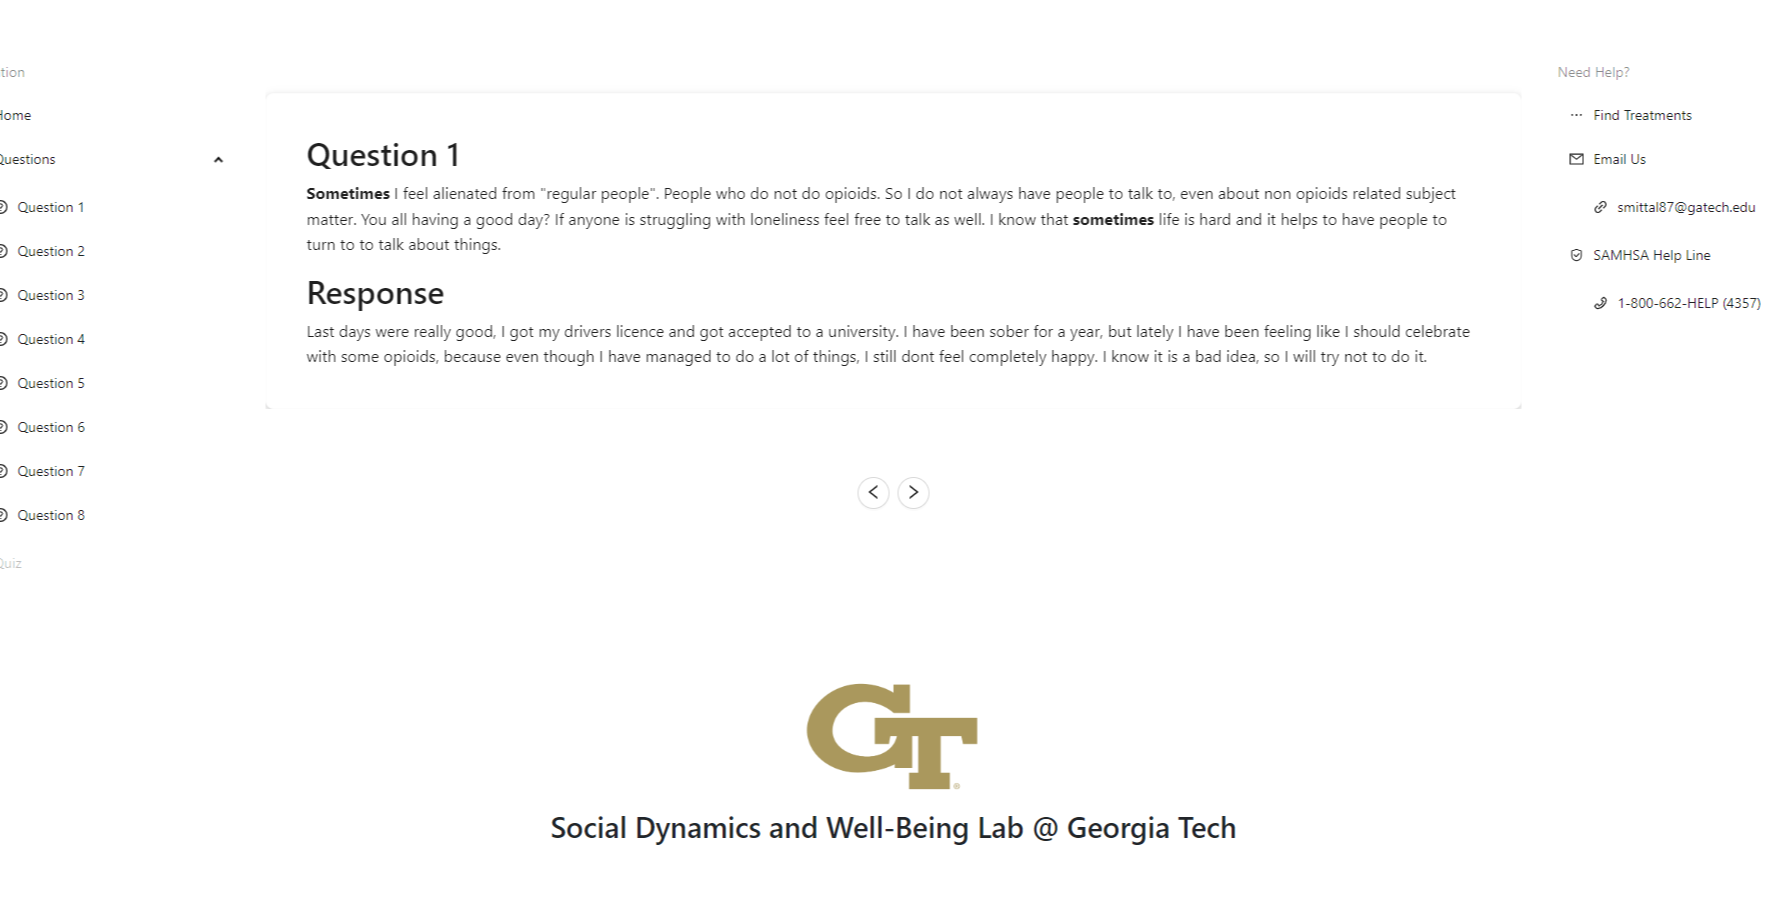 tion
Home
Questions
Question 1
Question 2
Question 3
Question 4
Question 5
Question 6
Question 7
Question 8
Quiz
Question 1
Sometimes I feel alienated from "regular people". People who do not do opioids. So I do not always have people to talk to, even about non opioids related subject
matter. You all having a good day? If anyone is struggling with loneliness feel free to talk as well. I know that sometimes life is hard and it helps to have people to
turn to to talk about things.
Response
Last days were really good, I got my drivers licence and got accepted to a university. I have been sober for a year, but lately I have been feeling like I should celebrate
with some opioids, because even though I have managed to do a lot of things, I still dont feel completely happy. I know it is a bad idea, so I will try not to do it.
Need Help?
Find Treatments
Email Us
smittal87@gatech.edu
SAMHSA Help Line
1-800-662-HELP (4357)
GT
Social Dynamics and Well-Being Lab @ Georgia Tech